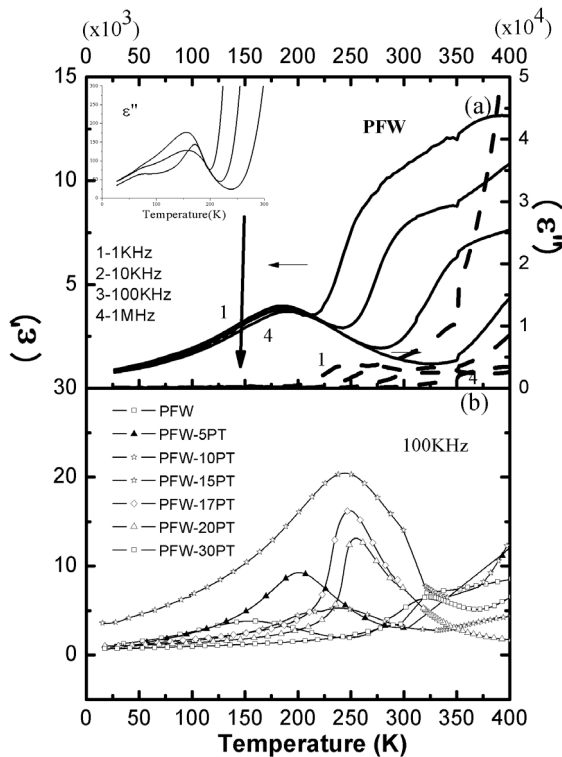 (x10³)
(x10⁴)
0 50 100 150 200 250 300 350 400
15
5
(a)
PFW
300
250
200
150
100
50
0
ε''
0 100 200 300
Temperature(K)
10
4
3
1-1KHz
2-10KHz
3-100KHz
4-1MHz
5
2
1
1
4
1
4
30
0
(ε')
(ε'')
(b)
100KHz
PFW
PFW-5PT
PFW-10PT
PFW-15PT
PFW-17PT
PFW-20PT
PFW-30PT
20
10
0
0 50 100 150 200 250 300 350 400
Temperature (K)